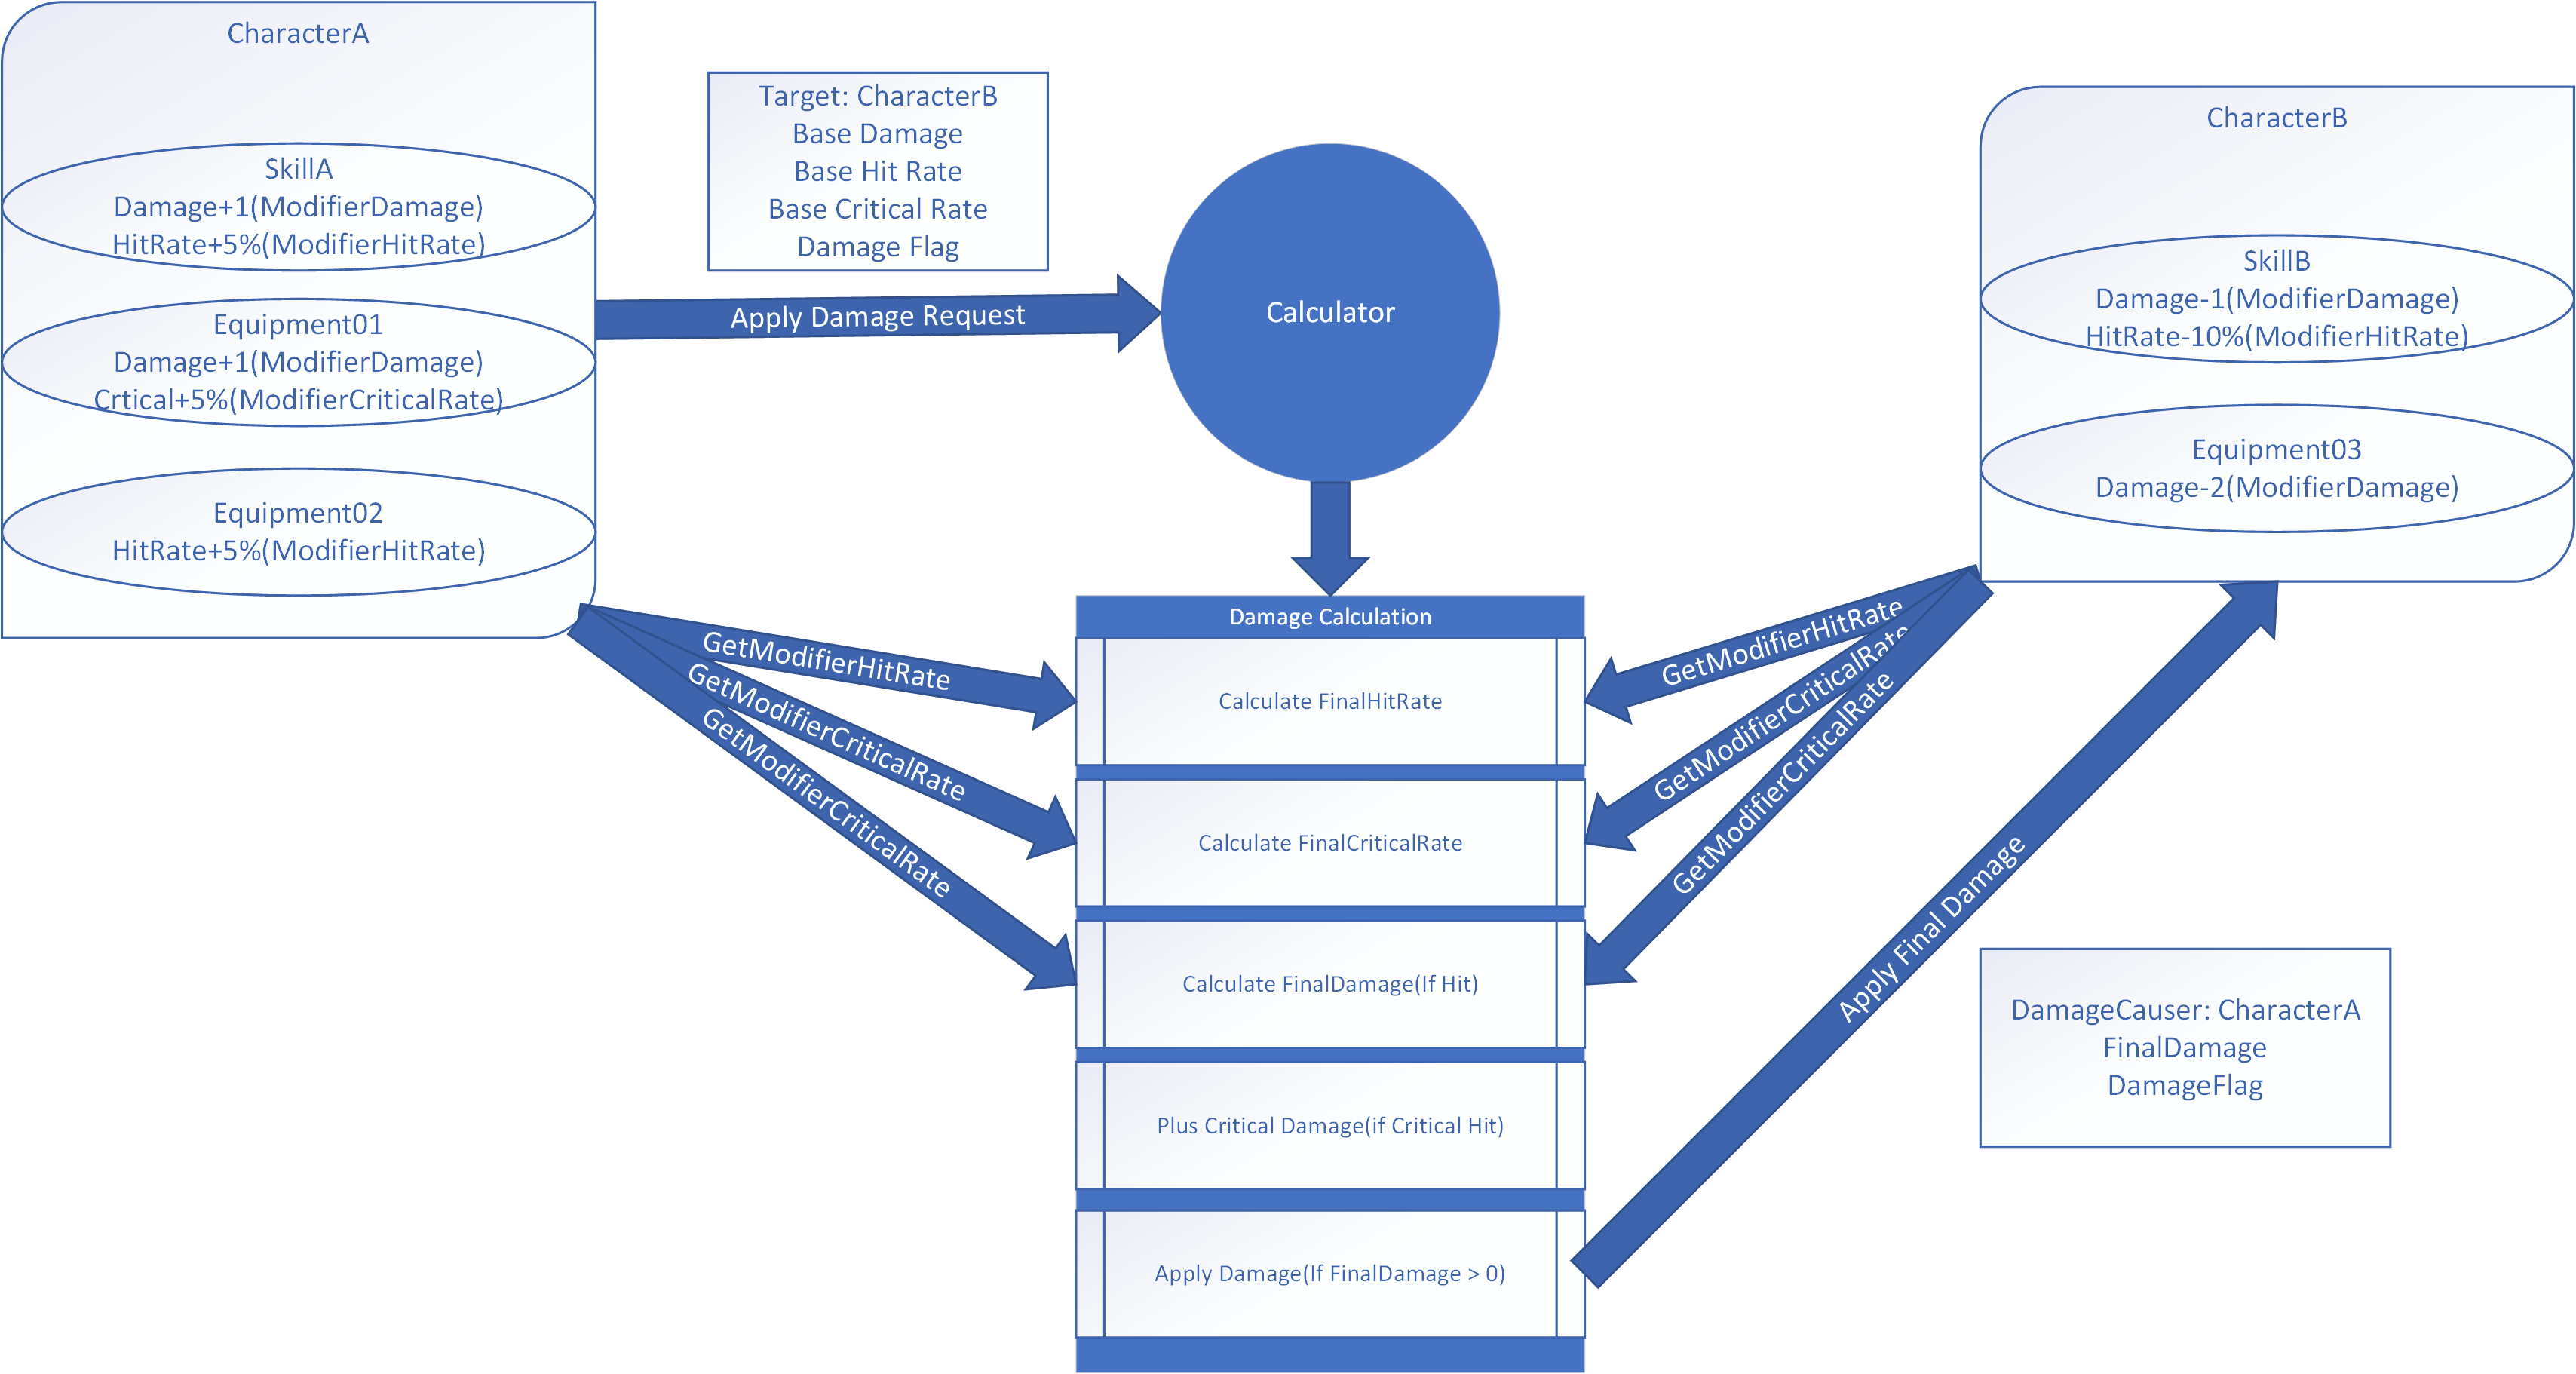 CharacterA
SkillA
Damage+1(ModifierDamage)
HitRate+5%(ModifierHitRate)
Equipment01
Damage+1(ModifierDamage)
Crtical+5%(ModifierCriticalRate)
Equipment02
HitRate+5%(ModifierHitRate)
Target: CharacterB
Base Damage
Base Hit Rate
Base Critical Rate
Damage Flag
Apply Damage Request
Calculator
CharacterB
SkillB
Damage-1(ModifierDamage)
HitRate-10%(ModifierHitRate)
Equipment03
Damage-2(ModifierDamage)
GetModifierHitRate
GetModifierCriticalRate
GetModifierCriticalRate
Damage Calculation
Calculate FinalHitRate
Calculate FinalCriticalRate
Calculate FinalDamage(If Hit)
Plus Critical Damage(if Critical Hit)
Apply Damage(If FinalDamage > 0)
GetModifierHitRate
GetModifierCriticalRate
GetModifierCriticalRate
Apply Final Damage
DamageCauser: CharacterA
FinalDamage
DamageFlag